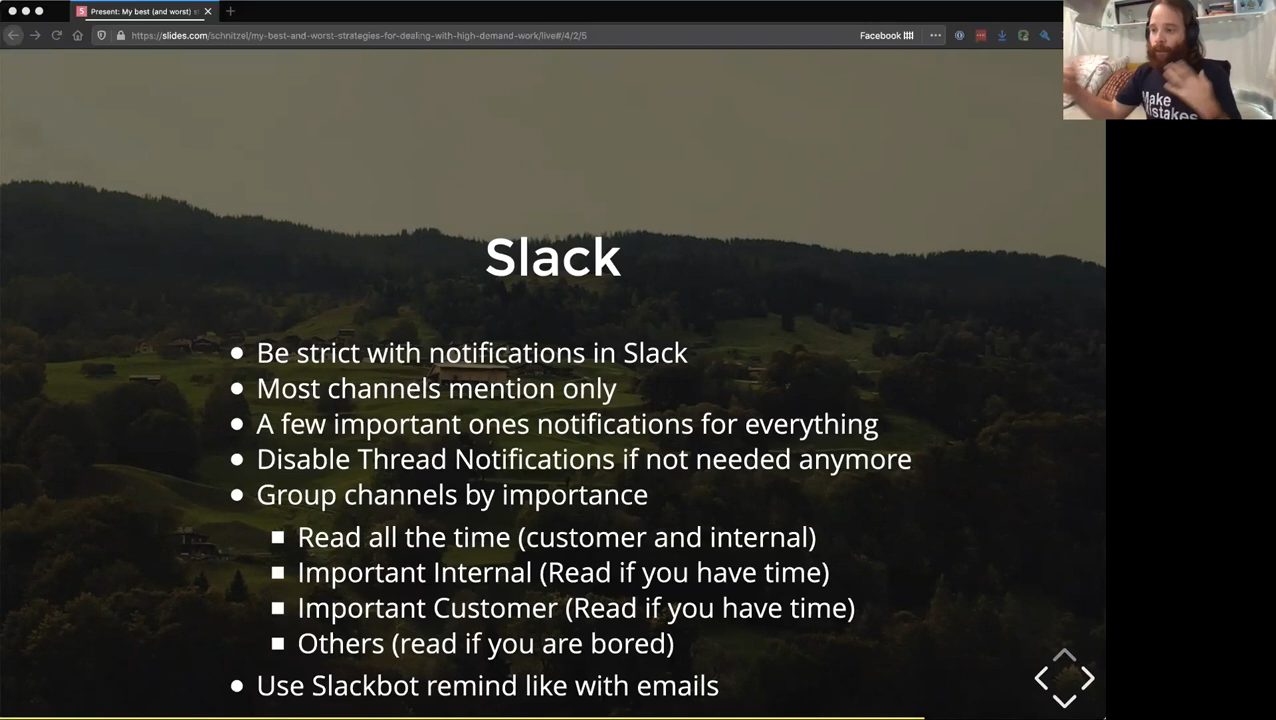 Present: My best (and worst)
https://slides.com/schnitzel/my-best-and-worst-strategies-for-dealing-with-high-demand-work/live#/4/2/5
Facebook
Make
Mistakes
Slack
Be strict with notifications in Slack
Most channels mention only
A few important ones notifications for everything
Disable Thread Notifications if not needed anymore
Group channels by importance
Read all the time (customer and internal)
Important Internal (Read if you have time)
Important Customer (Read if you have time)
Others (read if you are bored)
Use Slackbot remind like with emails